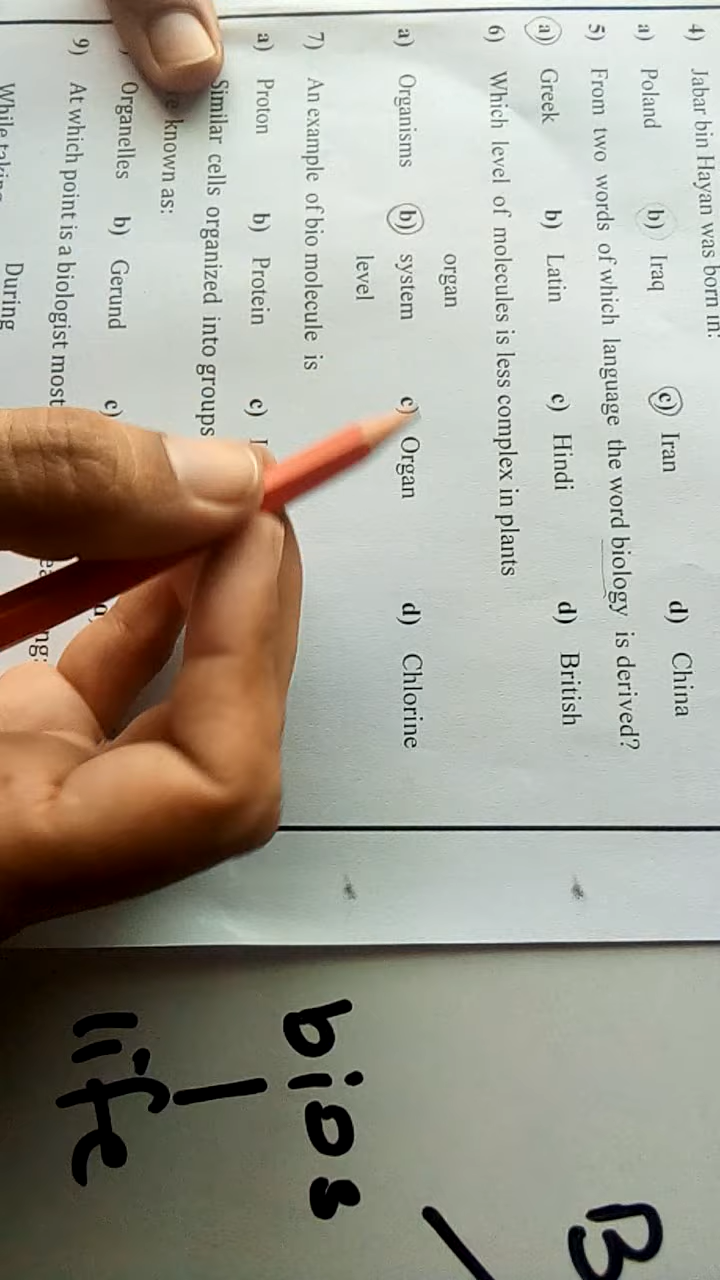 4) Jabar bin Hayan was born in:
a) Poland b) Iraq c) Iran d) China
5) From two words of which language the word biology is derived?
a) Greek b) Latin c) Hindi d) British
6) Which level of molecules is less complex in plants
organ
a) Organisms b) system c) Organ d) Chlorine
level
7) An example of bio molecule is
a) Proton b) Protein c)
Similar cells organized into groups
known as:
Organelles b) Gerund c)
9) At which point is a biologist most
While taking During
B
bios
life